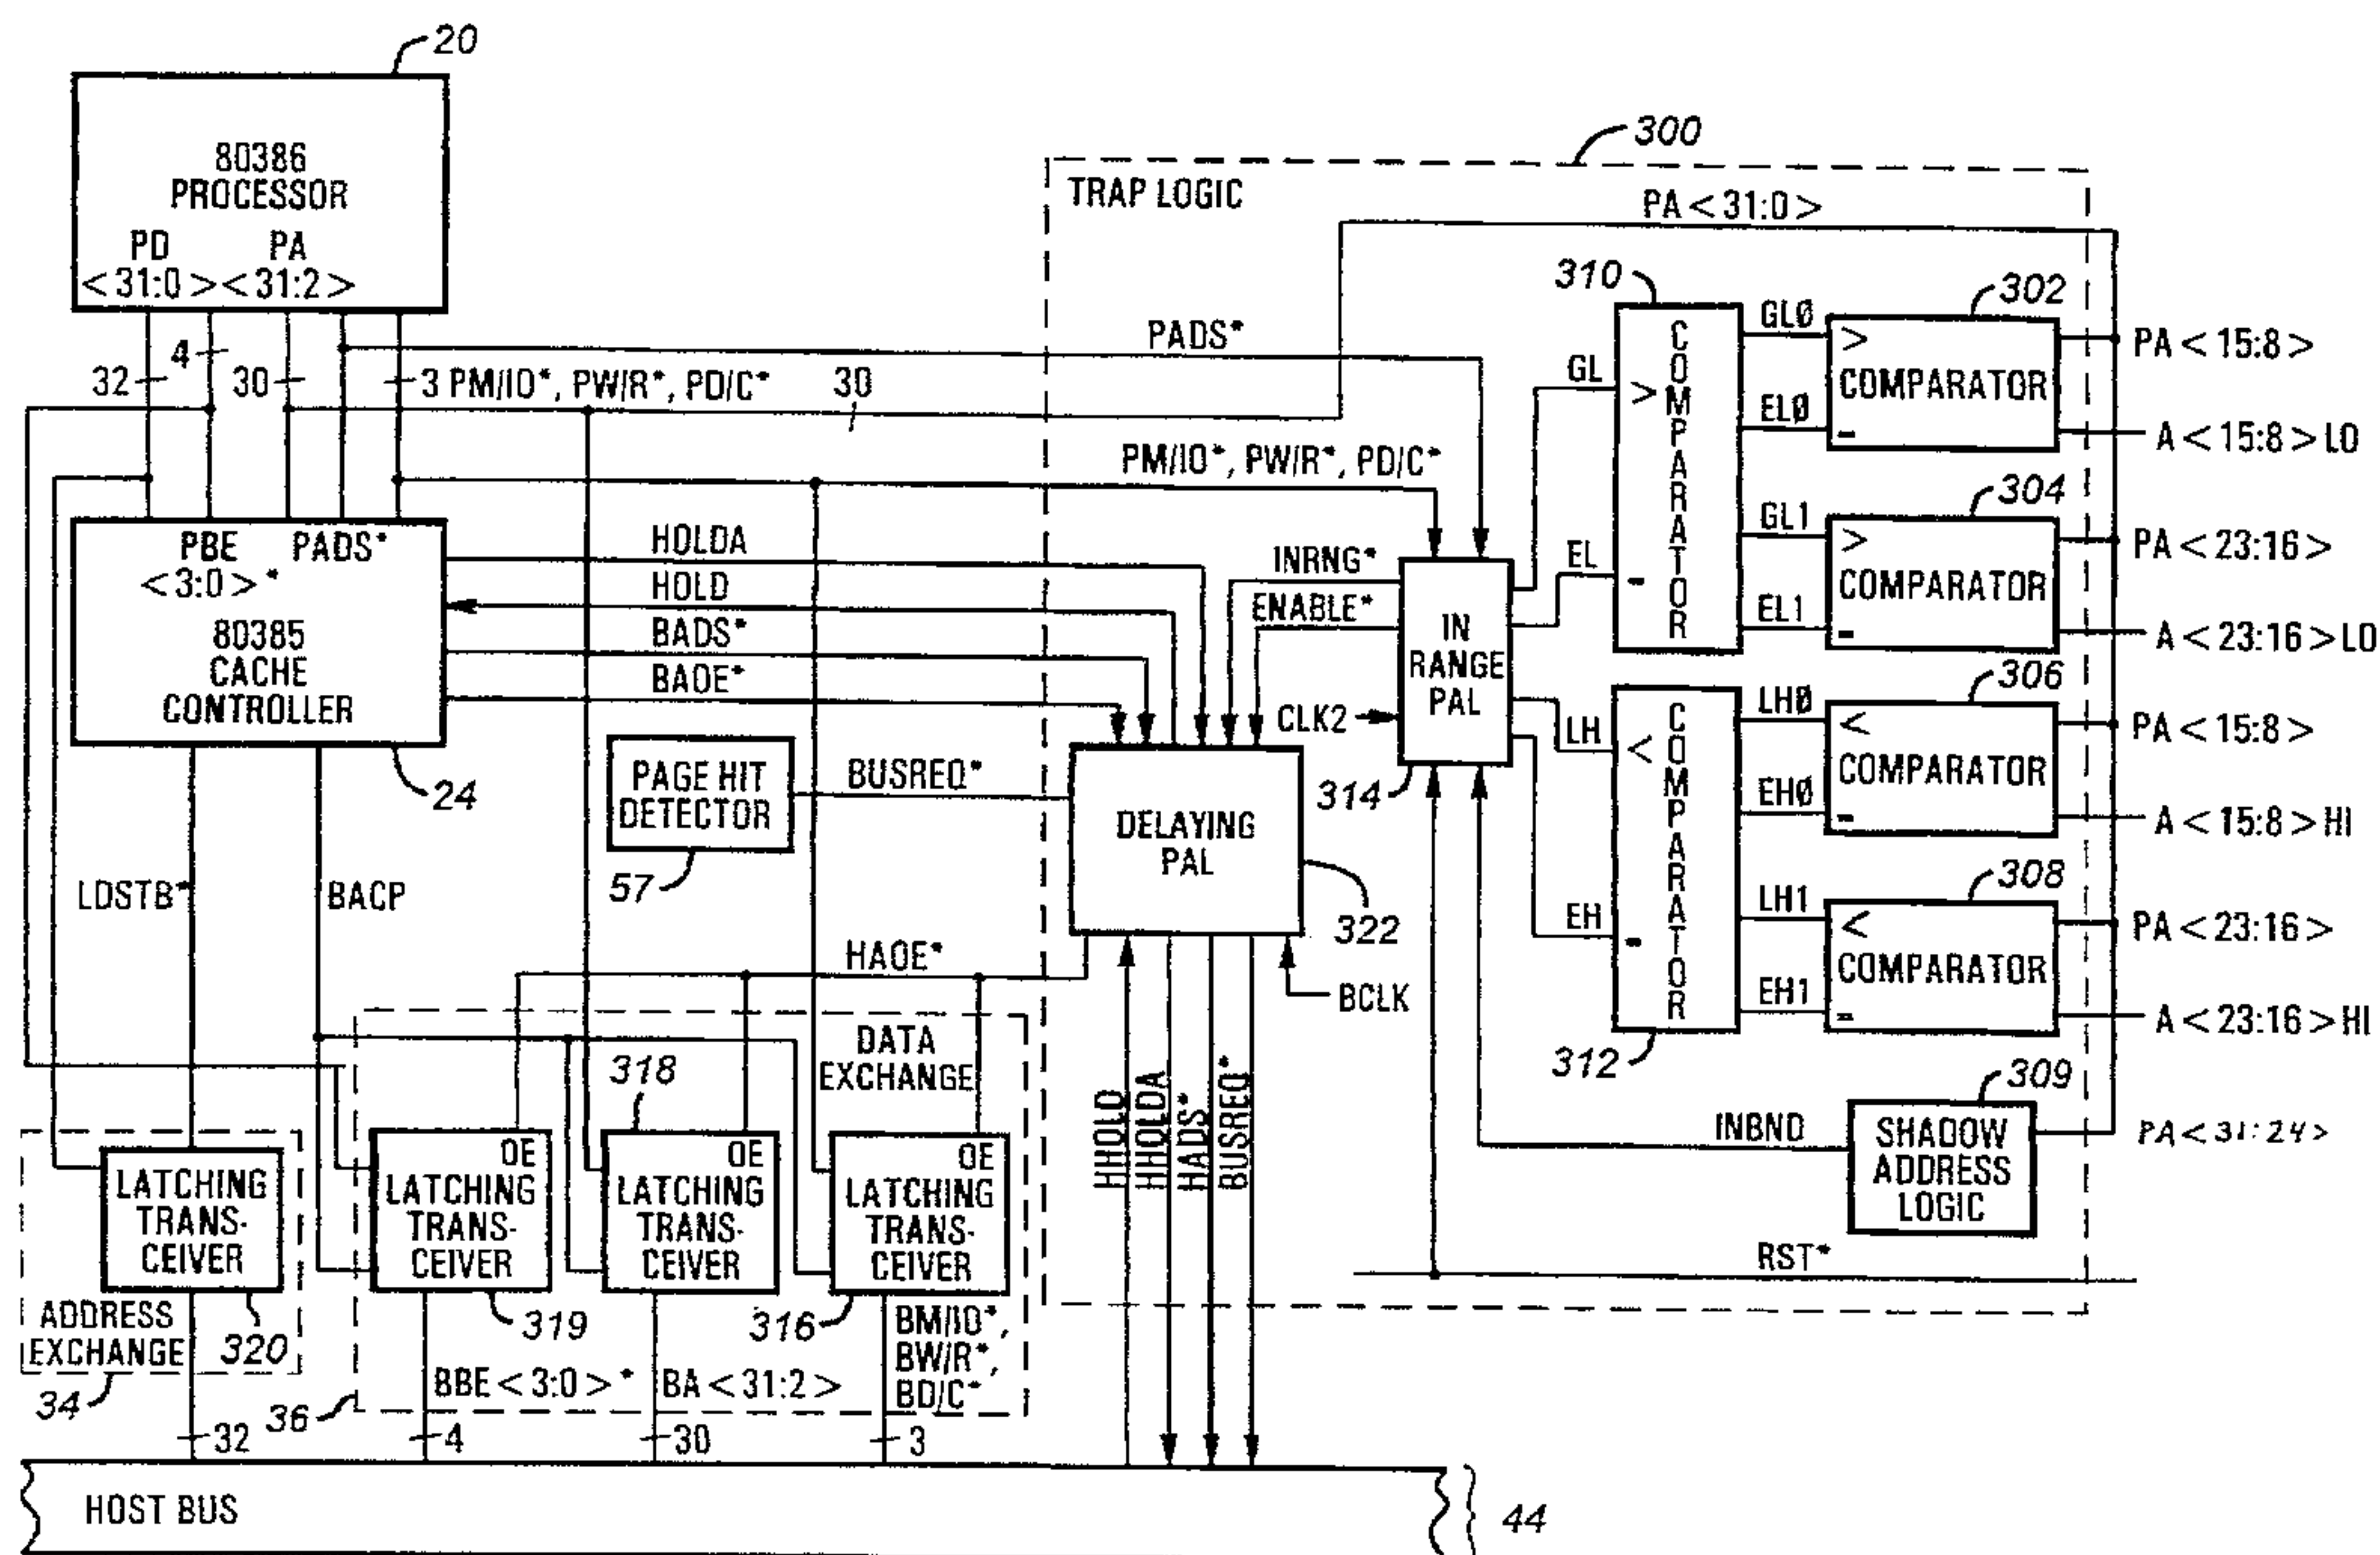 20
80386
PROCESSOR
PD PA
<31:0> <31:2>
32
4
30
3 PM/IO*, PW/R*, PD/C*
30
PADS*
300
TRAP LOGIC
PA<31:0>
PM/IO*, PW/R*, PD/C*
PBE PADS*
<3:0>*
80385
CACHE
CONTROLLER
24
HOLDA
HOLD
BADS*
BAOE*
INRNG*
ENABLE*
CLK2
IN
RANGE
PAL
314
GL
EL
LH
EH
310
>
COMPARATOR
=
312
<
COMPARATOR
=
GLØ
ELØ
GL1
EL1
LHØ
EHØ
LH1
EH1
302
>
COMPARATOR
=
PA<15:8>
A<15:8>LO
304
>
COMPARATOR
=
PA<23:16>
A<23:16>LO
306
<
COMPARATOR
=
PA<15:8>
A<15:8>HI
308
<
COMPARATOR
=
PA<23:16>
A<23:16>HI
309
SHADOW
ADDRESS
LOGIC
PA<31:24>
INBND
RST*
PAGE HIT
DETECTOR
57
BUSREQ*
DELAYING
PAL
322
BCLK
HAOE*
LDSTB*
BACP
HHOLD
HHOLDA
HADS*
BUSREQ*
DATA
EXCHANGE
318
LATCHING
TRANS-
CEIVER
OE
LATCHING
TRANS-
CEIVER
OE
LATCHING
TRANS-
CEIVER
OE
LATCHING
TRANS-
CEIVER
ADDRESS
EXCHANGE
320
34
36
319
316
BBE<3:0>*
BA<31:2>
BM/IO*,
BW/R*,
BD/C*
32
4
30
3
HOST BUS
44